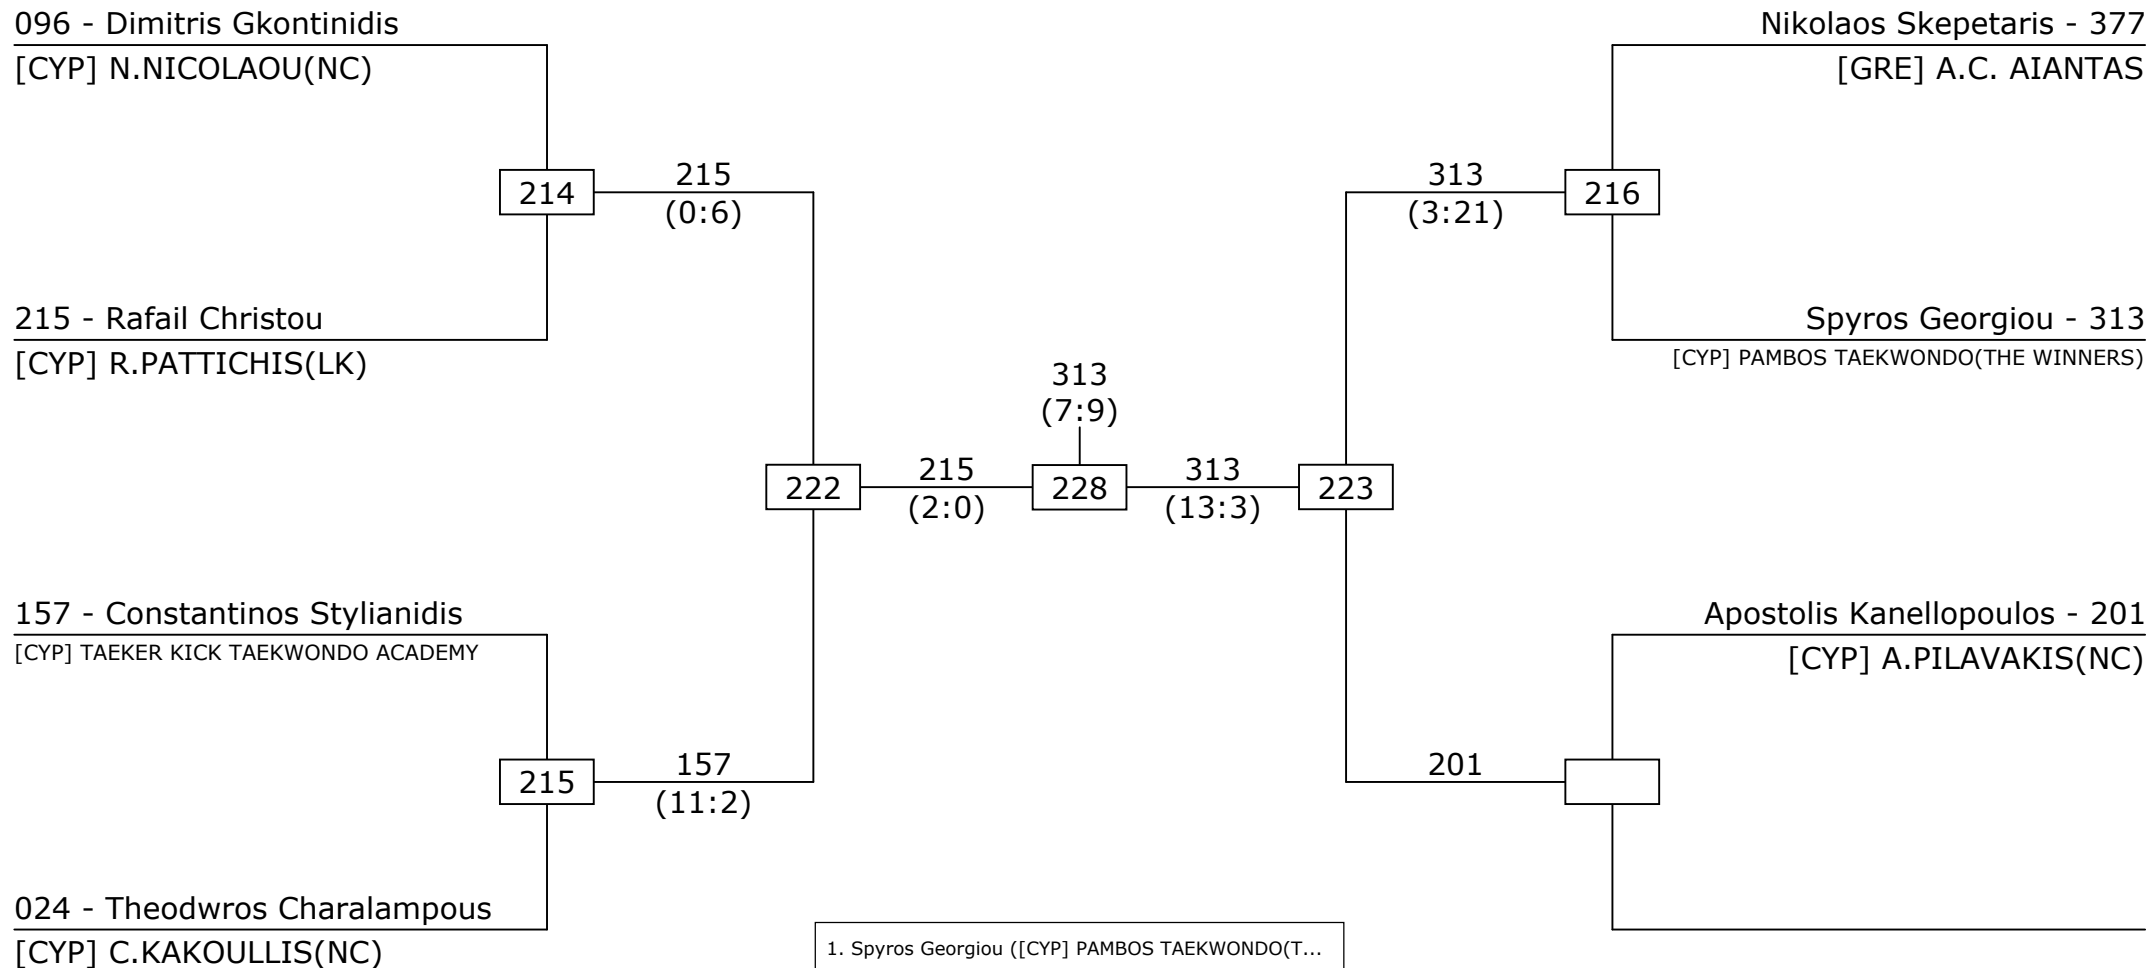 096 - Dimitris Gkontinidis
[CYP] N.NICOLAOU(NC)
Nikolaos Skepetaris - 377
[GRE] A.C. AIANTAS
214
215
(0:6)
313
(3:21)
216
215 - Rafail Christou
[CYP] R.PATTICHIS(LK)
Spyros Georgiou - 313
[CYP] PAMBOS TAEKWONDO(THE WINNERS)
313
(7:9)
222
215
(2:0)
228
313
(13:3)
223
157 - Constantinos Stylianidis
[CYP] TAEKER KICK TAEKWONDO ACADEMY
Apostolis Kanellopoulos - 201
[CYP] A.PILAVAKIS(NC)
215
157
(11:2)
201
024 - Theodwros Charalampous
[CYP] C.KAKOULLIS(NC)
1. Spyros Georgiou ([CYP] PAMBOS TAEKWONDO(T...